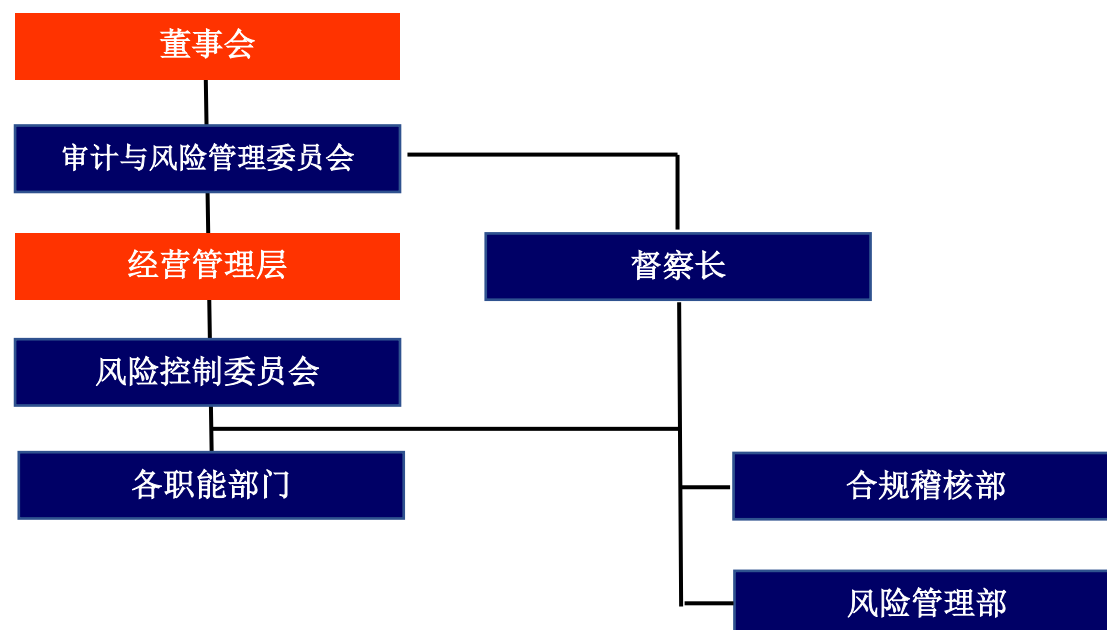 董事会
审计与风险管理委员会
经营管理层
督察长
风险控制委员会
各职能部门
合规稽核部
风险管理部